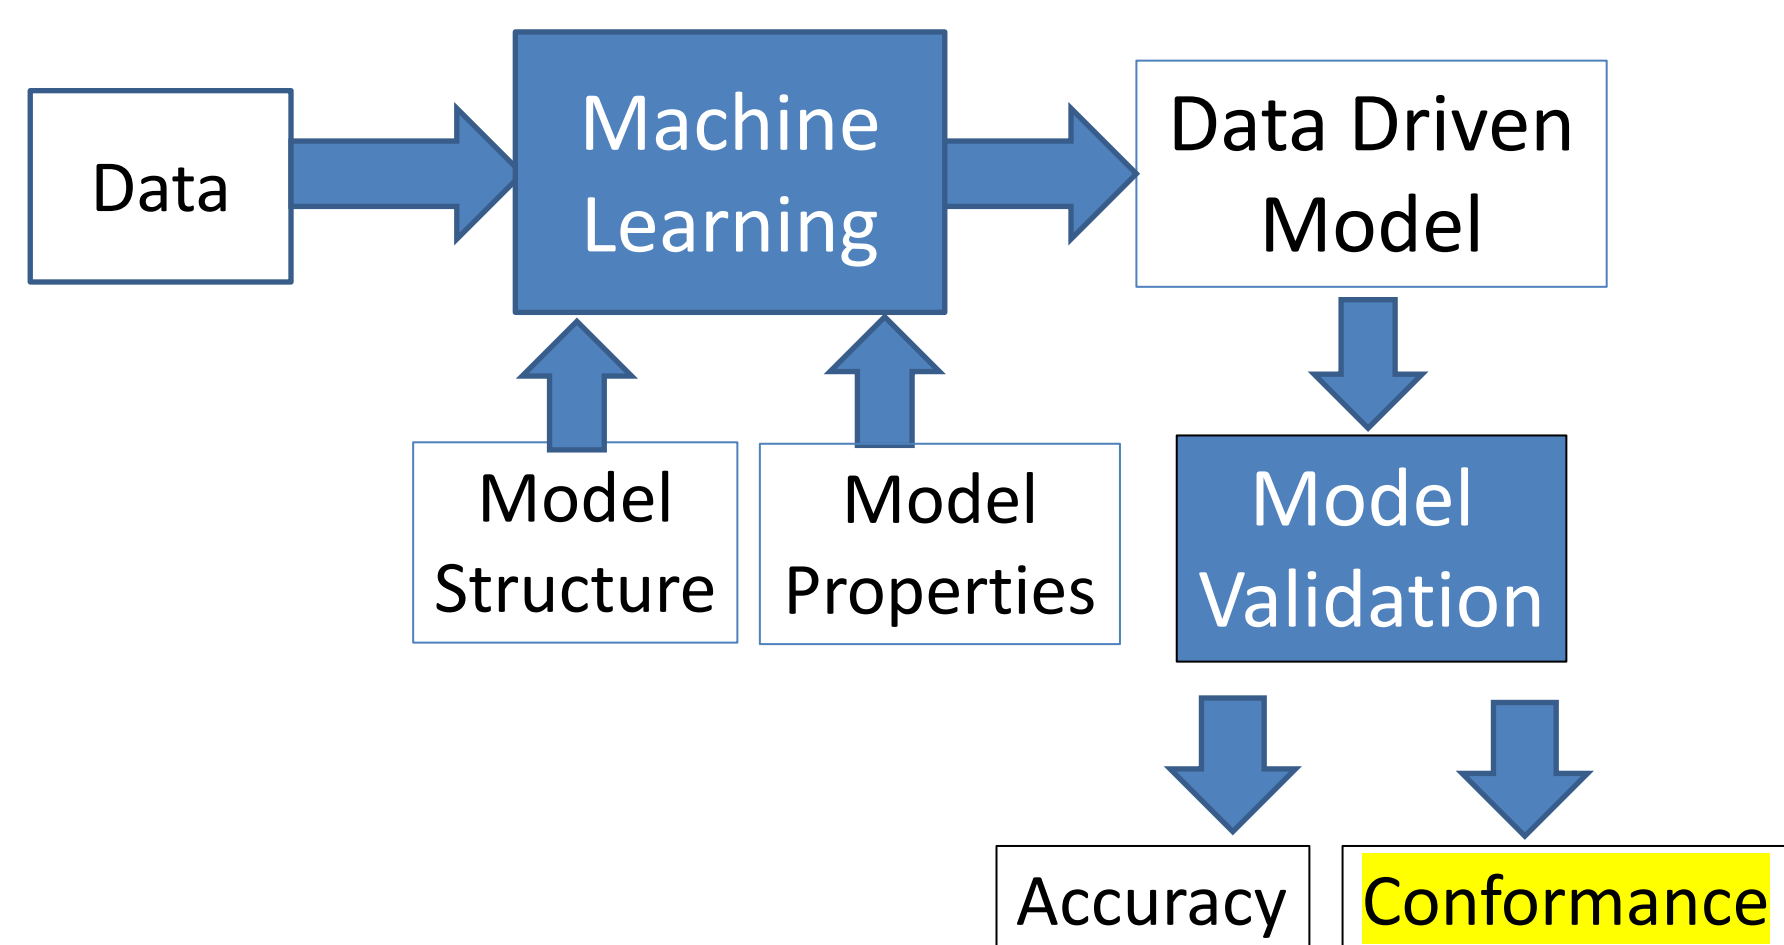 Data
Machine
Learning
Data Driven
Model
Model
Structure
Model
Properties
Model
Validation
Accuracy
Conformance